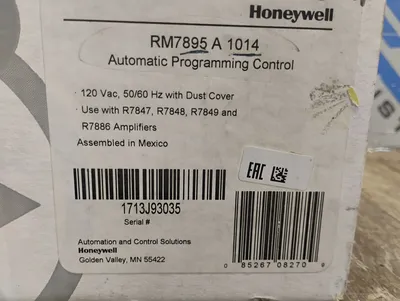 Honeywell
RM7895 A 1014
Automatic Programming Control
· 120 Vac, 50/60 Hz with Dust Cover
· Use with R7847, R7848, R7849 and
R7886 Amplifiers
Assembled in Mexico
EAC
1713J93035
Serial #
Automation and Control Solutions
Honeywell
Golden Valley, MN 55422
0 85267 08270 9